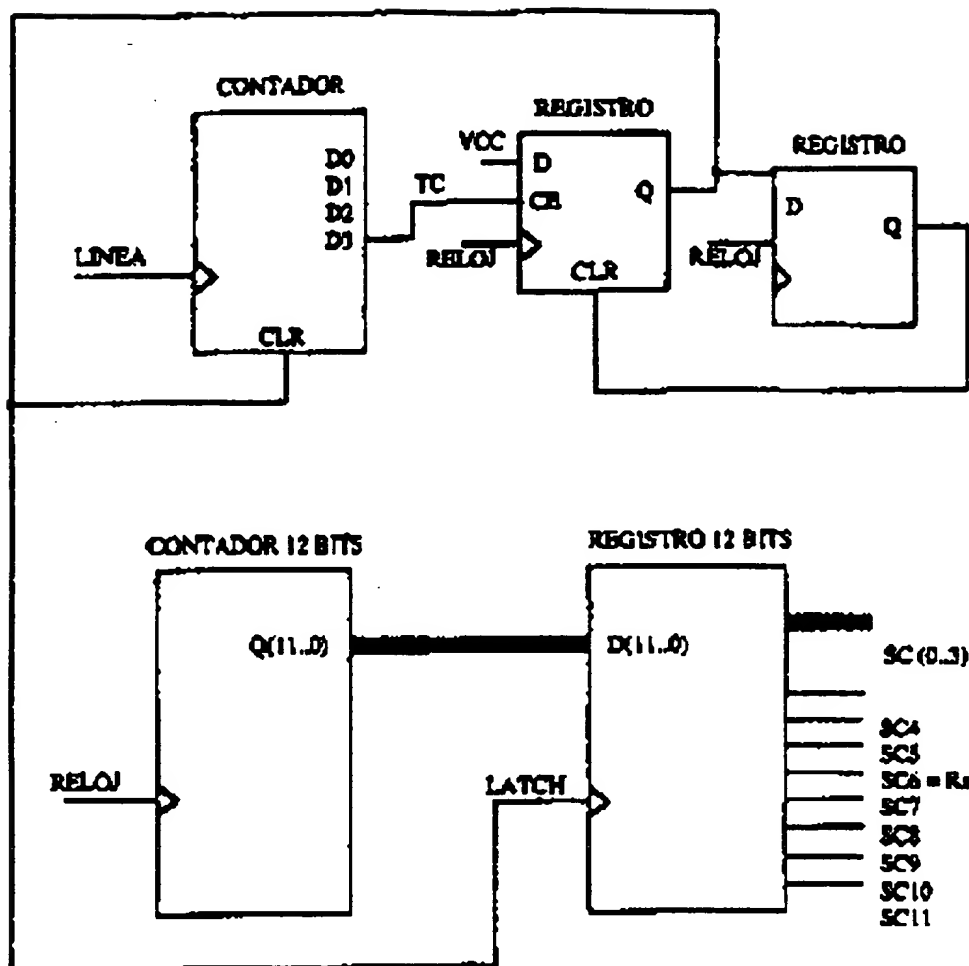 CONTADOR
REGISTRO
REGISTRO
VCC
D
D0
D1
D2
D3
TC
CE
Q
D
Q
LINEA
RELOJ
RELOJ
CLR
CLR
CONTADOR 12 BITS
REGISTRO 12 BITS
Q(11..0)
D(11..0)
SC (0..3)
SC4
SC5
SC6 = Rs
SC7
SC8
SC9
SC10
SC11
RELOJ
LATCH